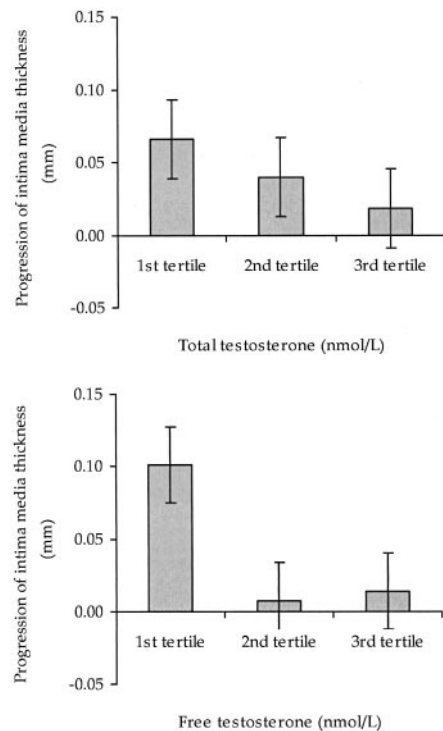 Progression of intima media thickness
(mm)
0.15
0.10
0.05
0.00
-0.05
1st tertile 2nd tertile 3rd tertile
Total testosterone (nmol/L)
Progression of intima media thickness
(mm)
0.15
0.10
0.05
0.00
-0.05
1st tertile 2nd tertile 3rd tertile
Free testosterone (nmol/L)